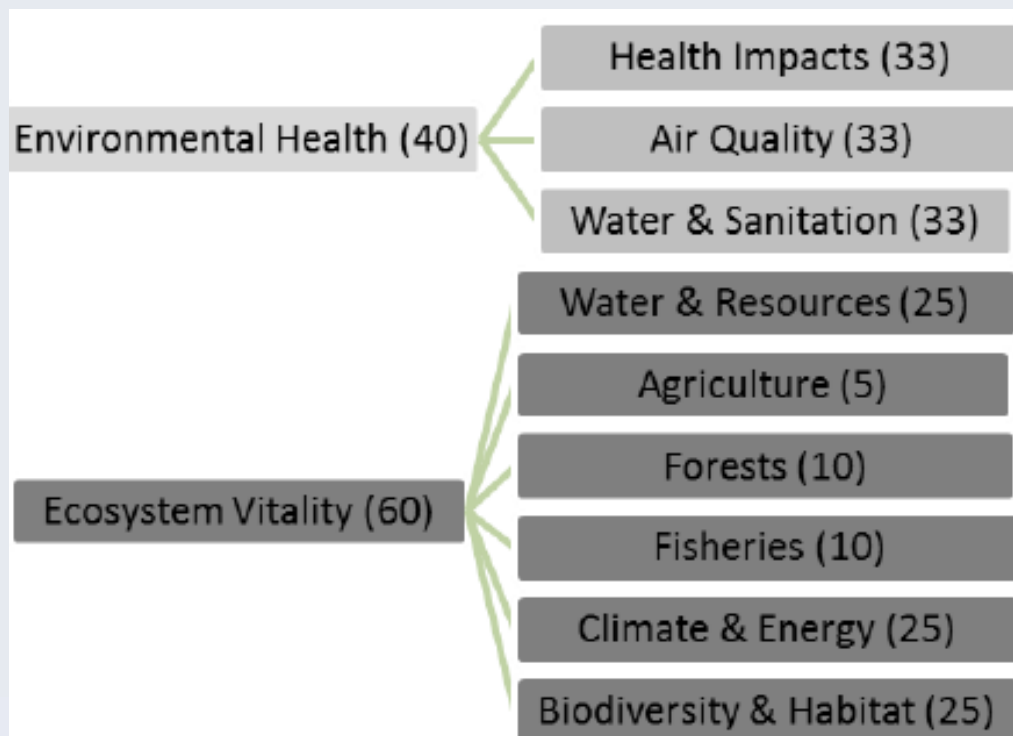 Health Impacts (33)
Environmental Health (40)
Air Quality (33)
Water & Sanitation (33)
Water & Resources (25)
Agriculture (5)
Forests (10)
Ecosystem Vitality (60)
Fisheries (10)
Climate & Energy (25)
Biodiversity & Habitat (25)